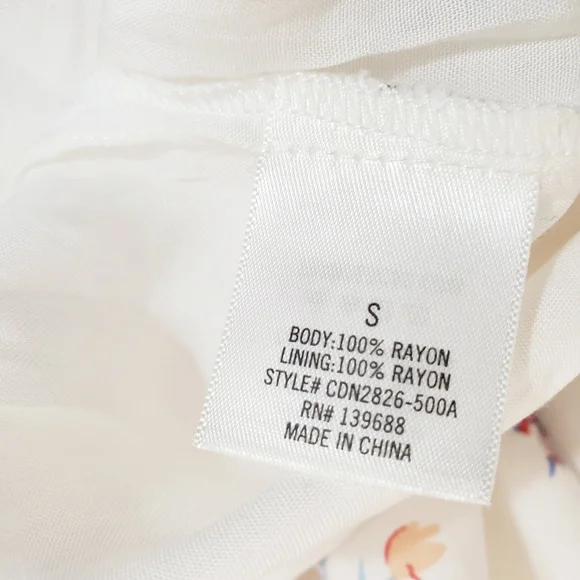 S
BODY:100% RAYON
LINING:100% RAYON
STYLE# CDN2826-500A
RN# 139688
MADE IN CHINA